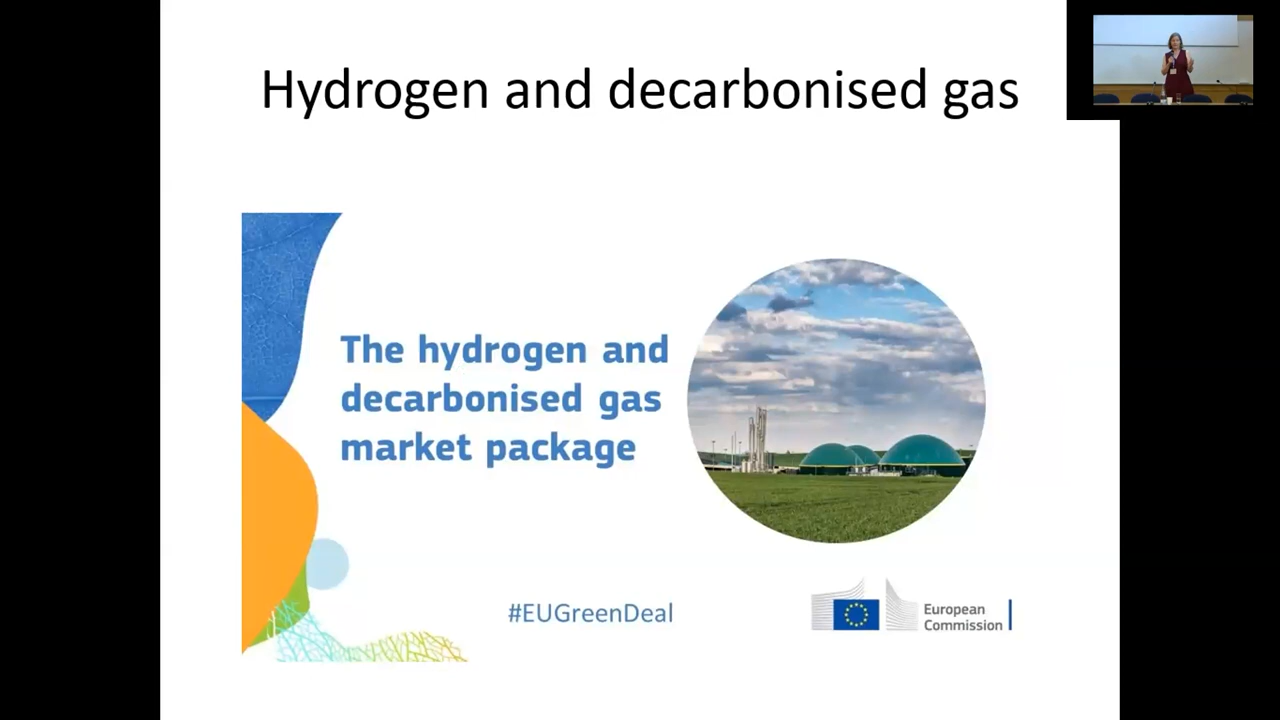 Hydrogen and decarbonised gas
The hydrogen and
decarbonised gas
market package
#EUGreenDeal
European
Commission